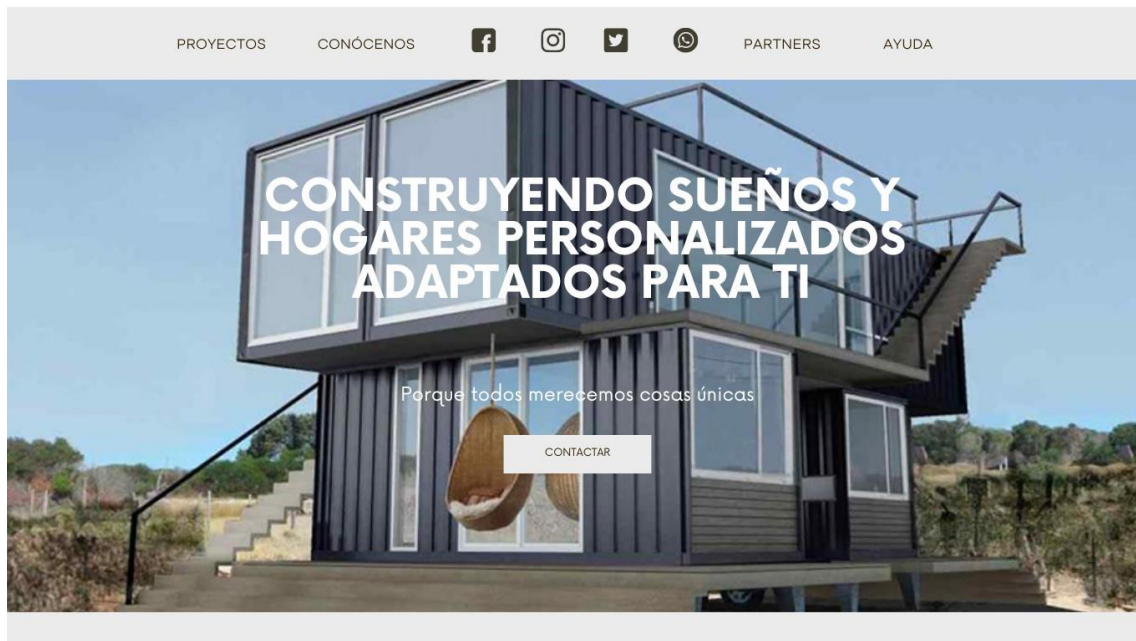 PROYECTOS CONÓCENOS PARTNERS AYUDA
CONSTRUYENDO SUEÑOS Y
HOGARES PERSONALIZADOS
ADAPTADOS PARA TI
Porque todos merecemos cosas únicas
CONTACTAR